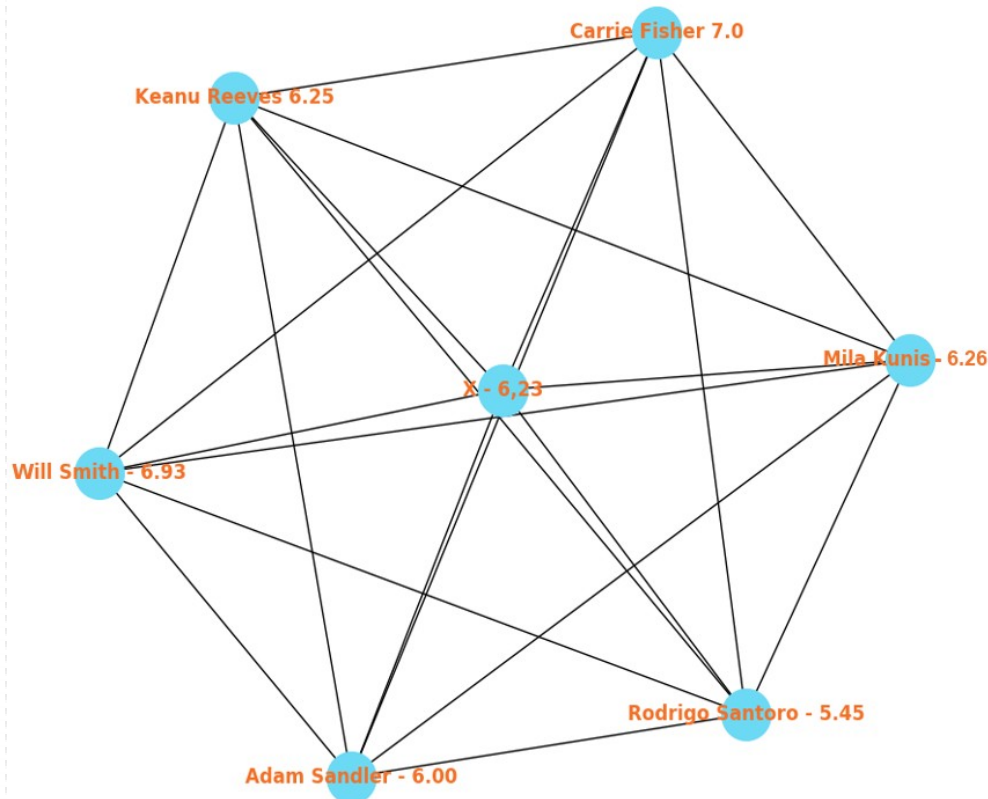 Carrie Fisher 7.0
Keanu Reeves 6.25
Mila Kunis - 6.26
X - 6,23
Will Smith - 6.93
Rodrigo Santoro - 5.45
Adam Sandler - 6.00